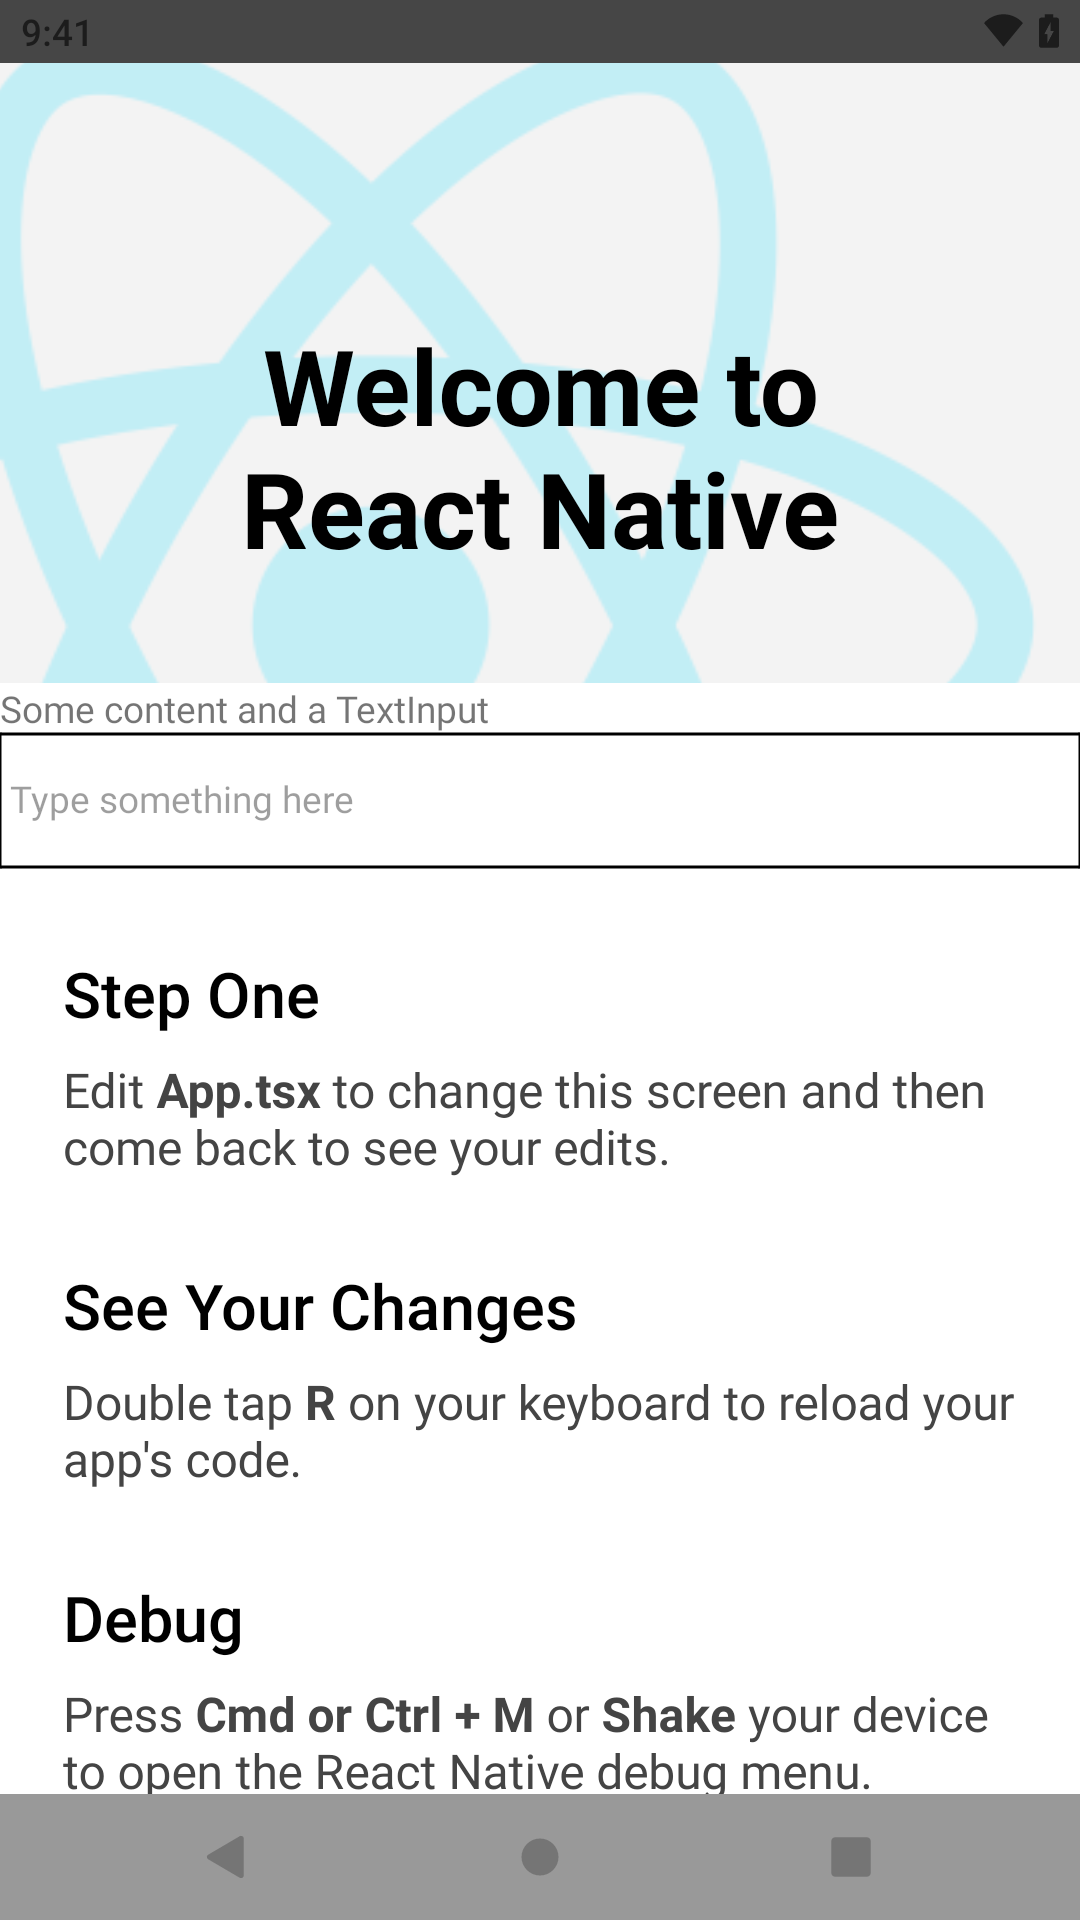 9:41
Welcome to
React Native
Some content and a TextInput
Type something here
Step One
Edit App.tsx to change this screen and then
come back to see your edits.
See Your Changes
Double tap R on your keyboard to reload your
app's code.
Debug
Press Cmd or Ctrl + M or Shake your device
to open the React Native debug menu.